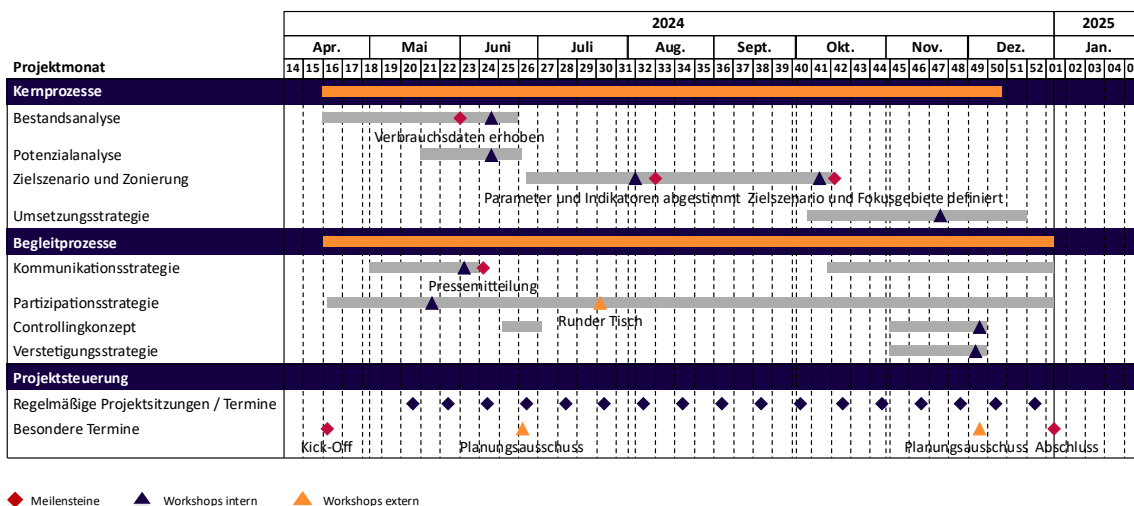 2024 2025
Apr. Mai Juni Juli Aug. Sept. Okt. Nov. Dez. Jan.
Projektmonat 14 15 16 17 18 19 20 21 22 23 24 25 26 27 28 29 30 31 32 33 34 35 36 37 38 39 40 41 42 43 44 45 46 47 48 49 50 51 52 01 02 03 04 0
Kernprozesse
Bestandsanalyse
Verbrauchsdaten erhoben
Potenzialanalyse
Zielszenario und Zonierung
Parameter und Indikatoren abgestimmt Zielszenario und Fokusgebiete definiert
Umsetzungsstrategie
Begleitprozesse
Kommunikationsstrategie
Pressemitteilung
Partizipationsstrategie
Runder Tisch
Controllingkonzept
Verstetigungsstrategie
Projektsteuerung
Regelmäßige Projektsitzungen / Termine
Besondere Termine
Kick-Off Planungsausschuss Planungsausschuss Abschluss
Meilensteine Workshops intern Workshops extern